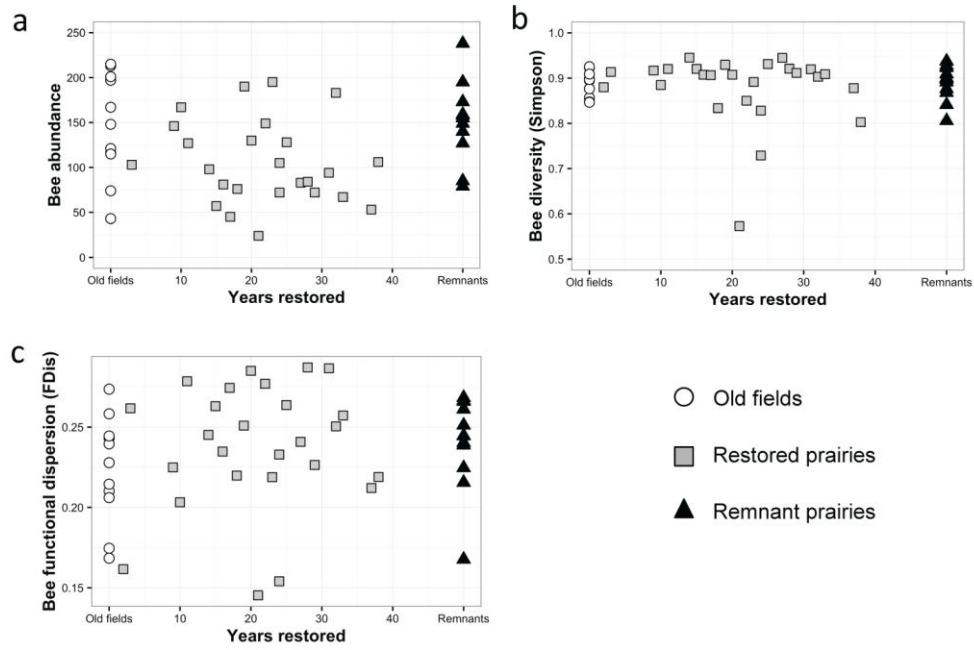 a
Bee abundance
250
200
150
100
50
0
Old fields 10 20 30 40 Remnants
Years restored
b
Bee diversity (Simpson)
1.0
0.9
0.8
0.7
0.6
0.5
Old fields 10 20 30 40 Remnants
Years restored
c
Bee functional dispersion (FDis)
0.25
0.20
0.15
Old fields 10 20 30 40 Remnants
Years restored
Old fields
Restored prairies
Remnant prairies